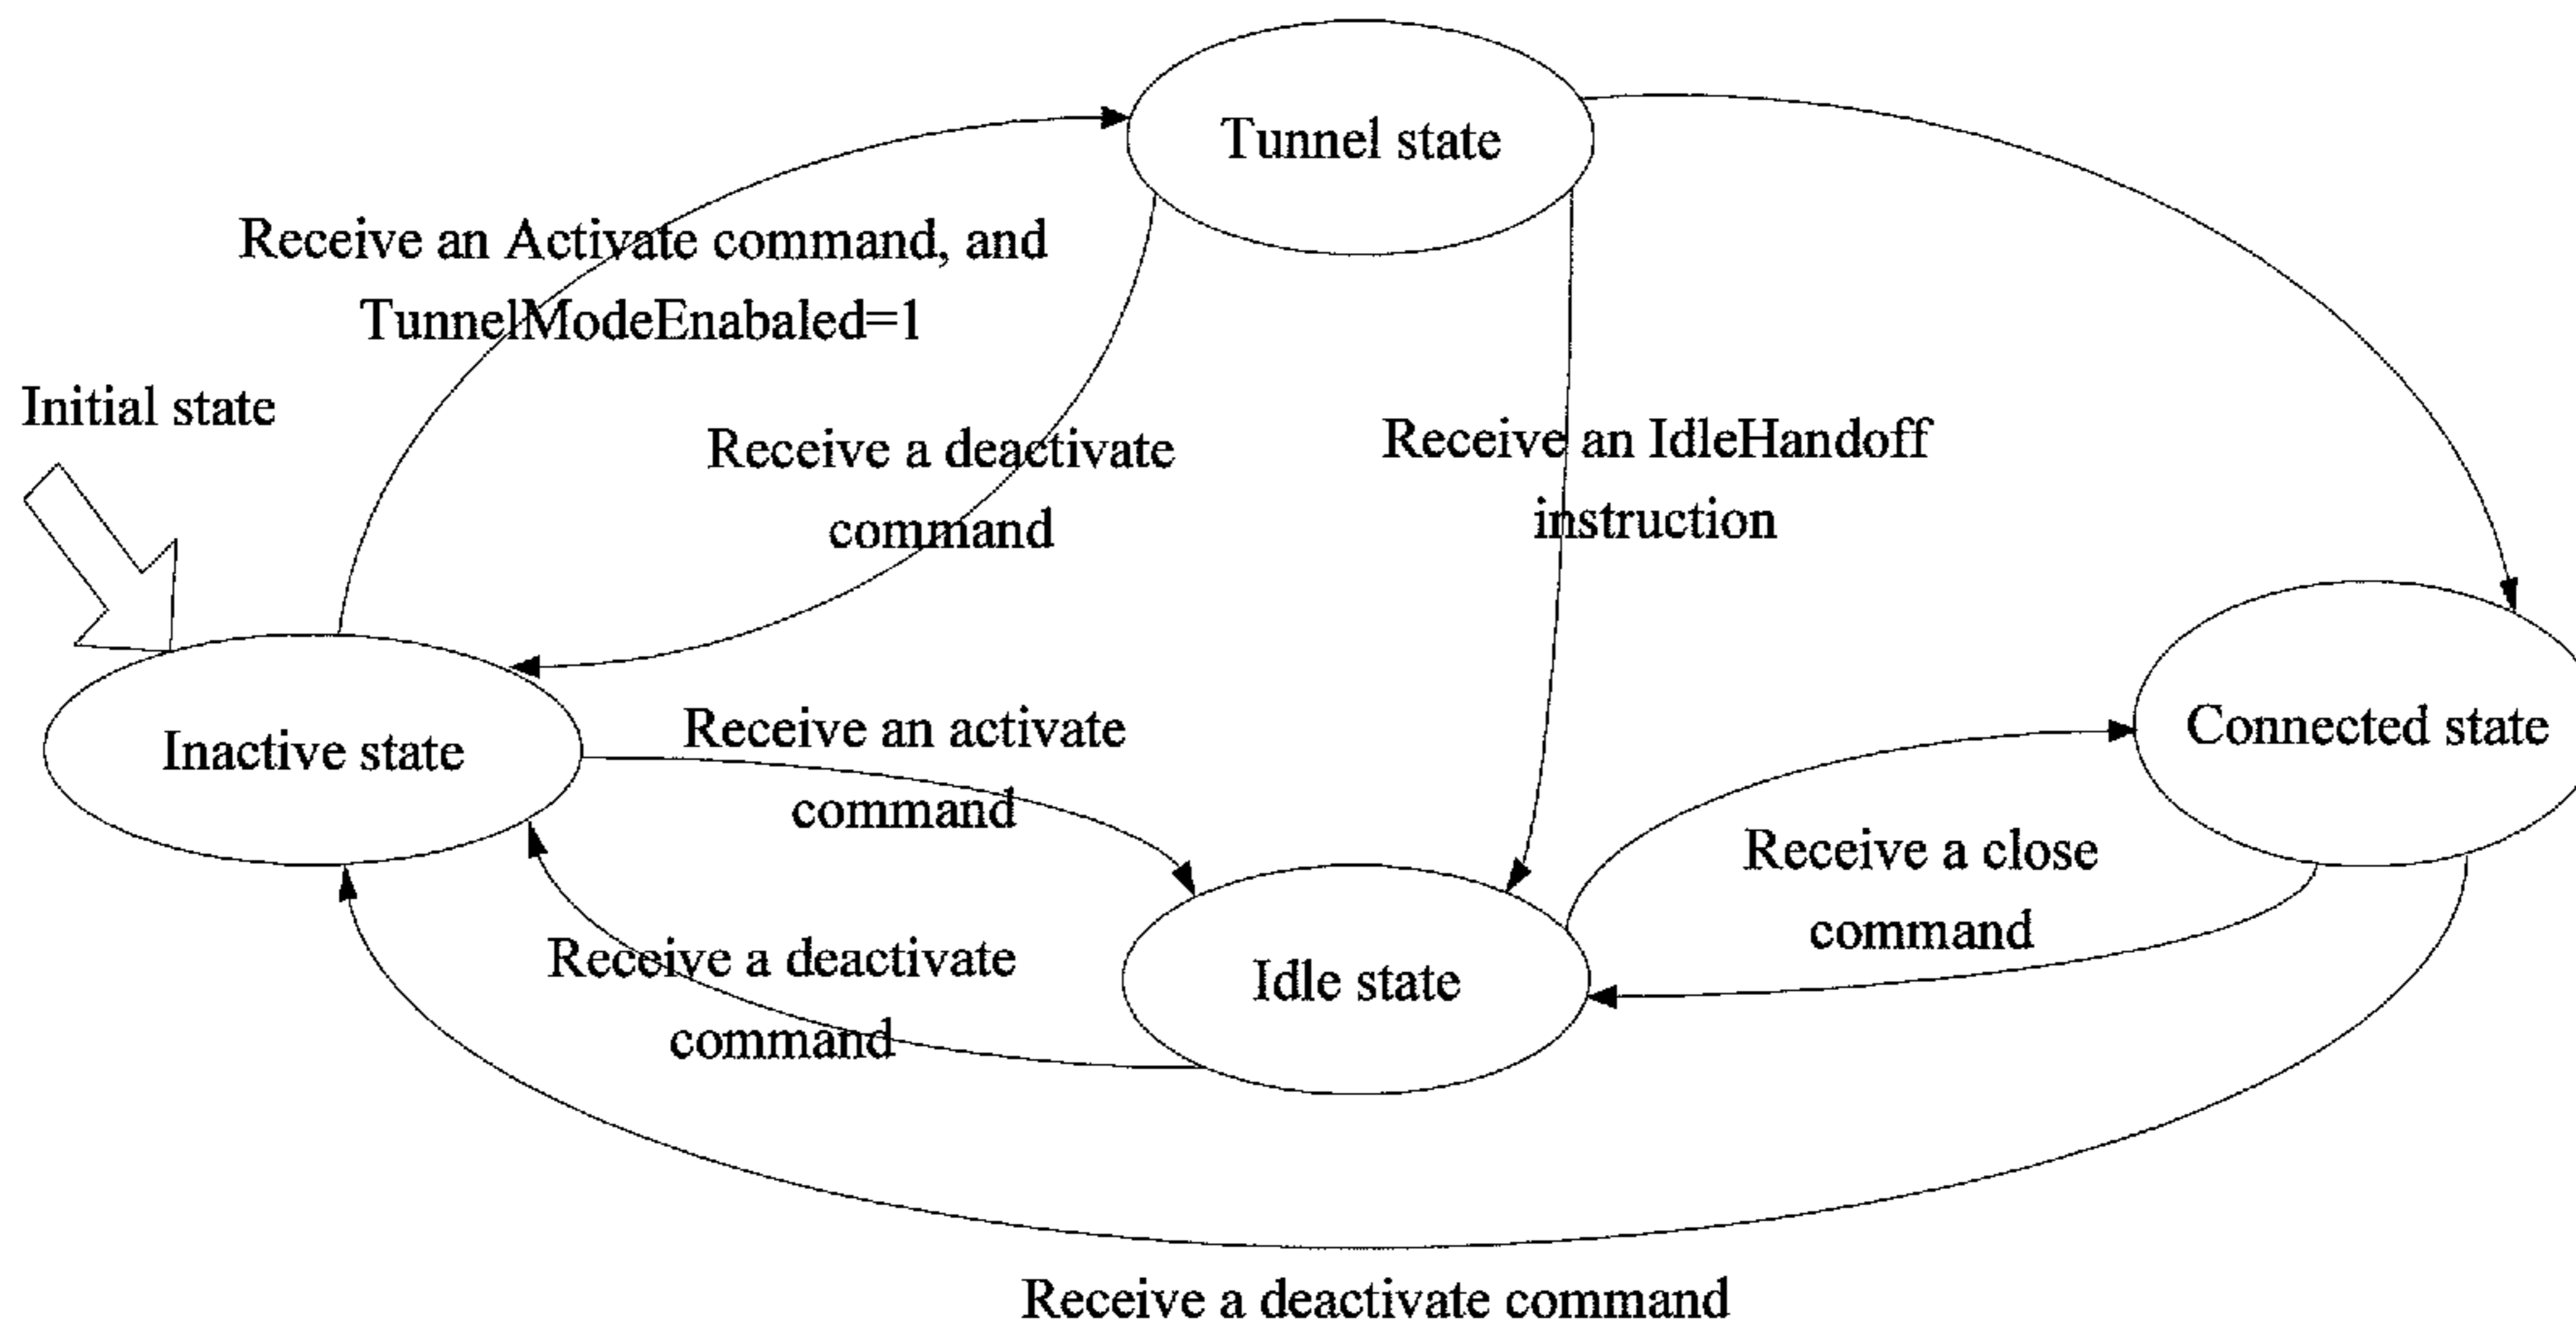 Tunnel state
Receive an Activate command, and
TunnelModeEnabaled=1
Initial state
Receive a deactivate
command
Receive an IdleHandoff
instruction
Inactive state
Receive an activate
command
Connected state
Receive a close
command
Receive a deactivate
command
Idle state
Receive a deactivate command